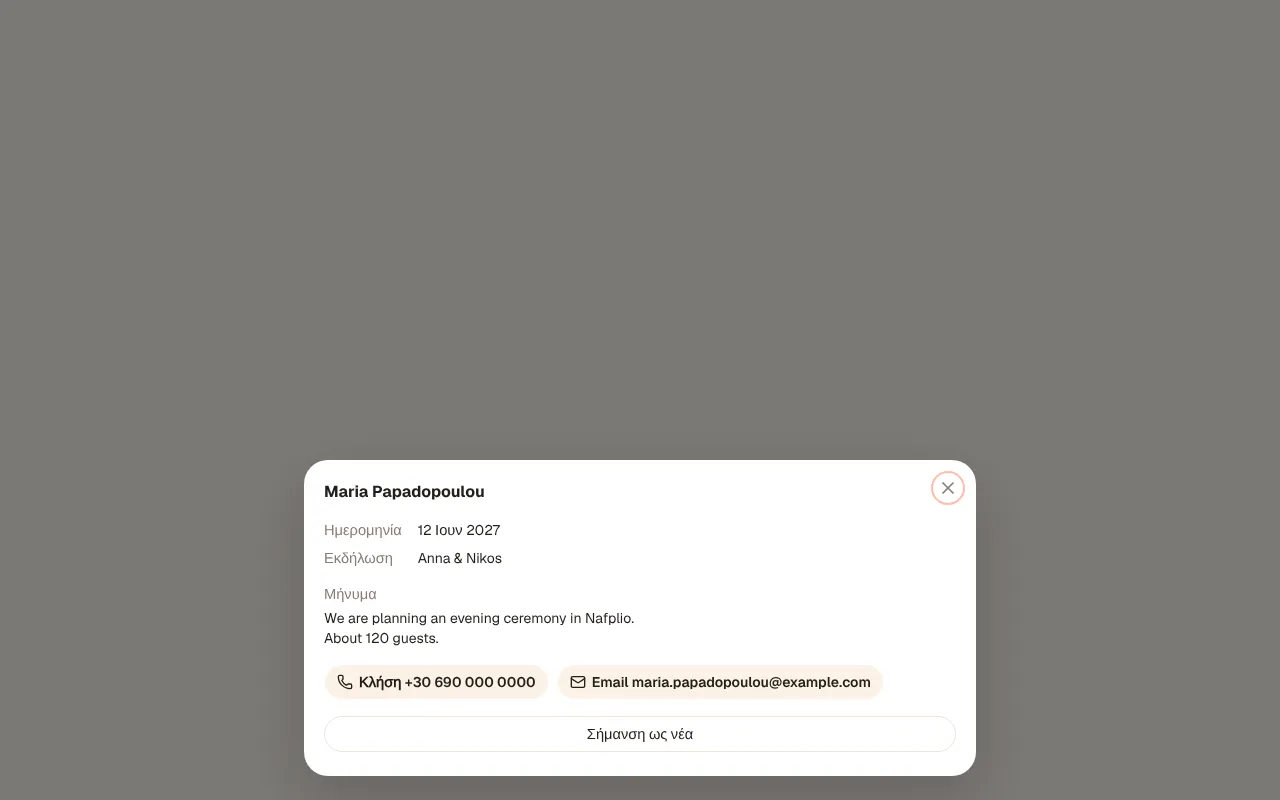 Maria Papadopoulou
Ημερομηνία 12 Ιουν 2027
Εκδήλωση Anna & Nikos
Μήνυμα
We are planning an evening ceremony in Nafplio.
About 120 guests.
Κλήση +30 690 000 0000 Email maria.papadopoulou@example.com
Σήμανση ως νέα